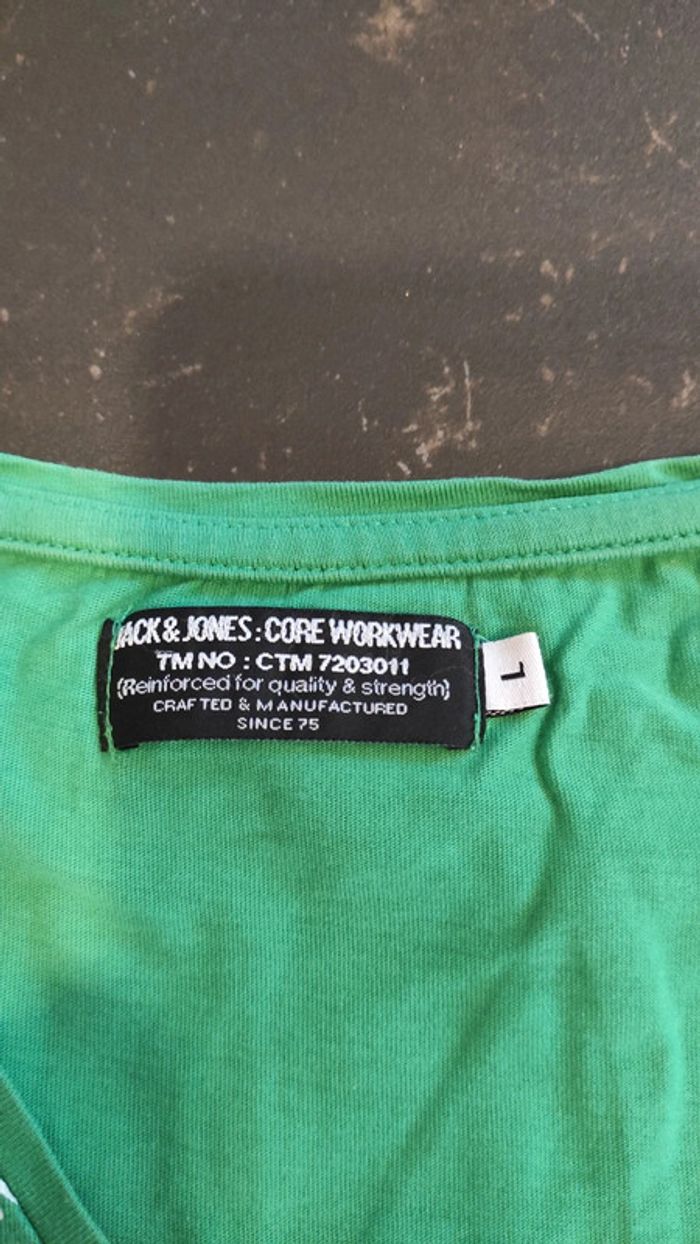 JACK & JONES : CORE WORKWEAR
TM NO : CTM 7203011
(Reinforced for quality & strength)
CRAFTED & MANUFACTURED
SINCE 75
L